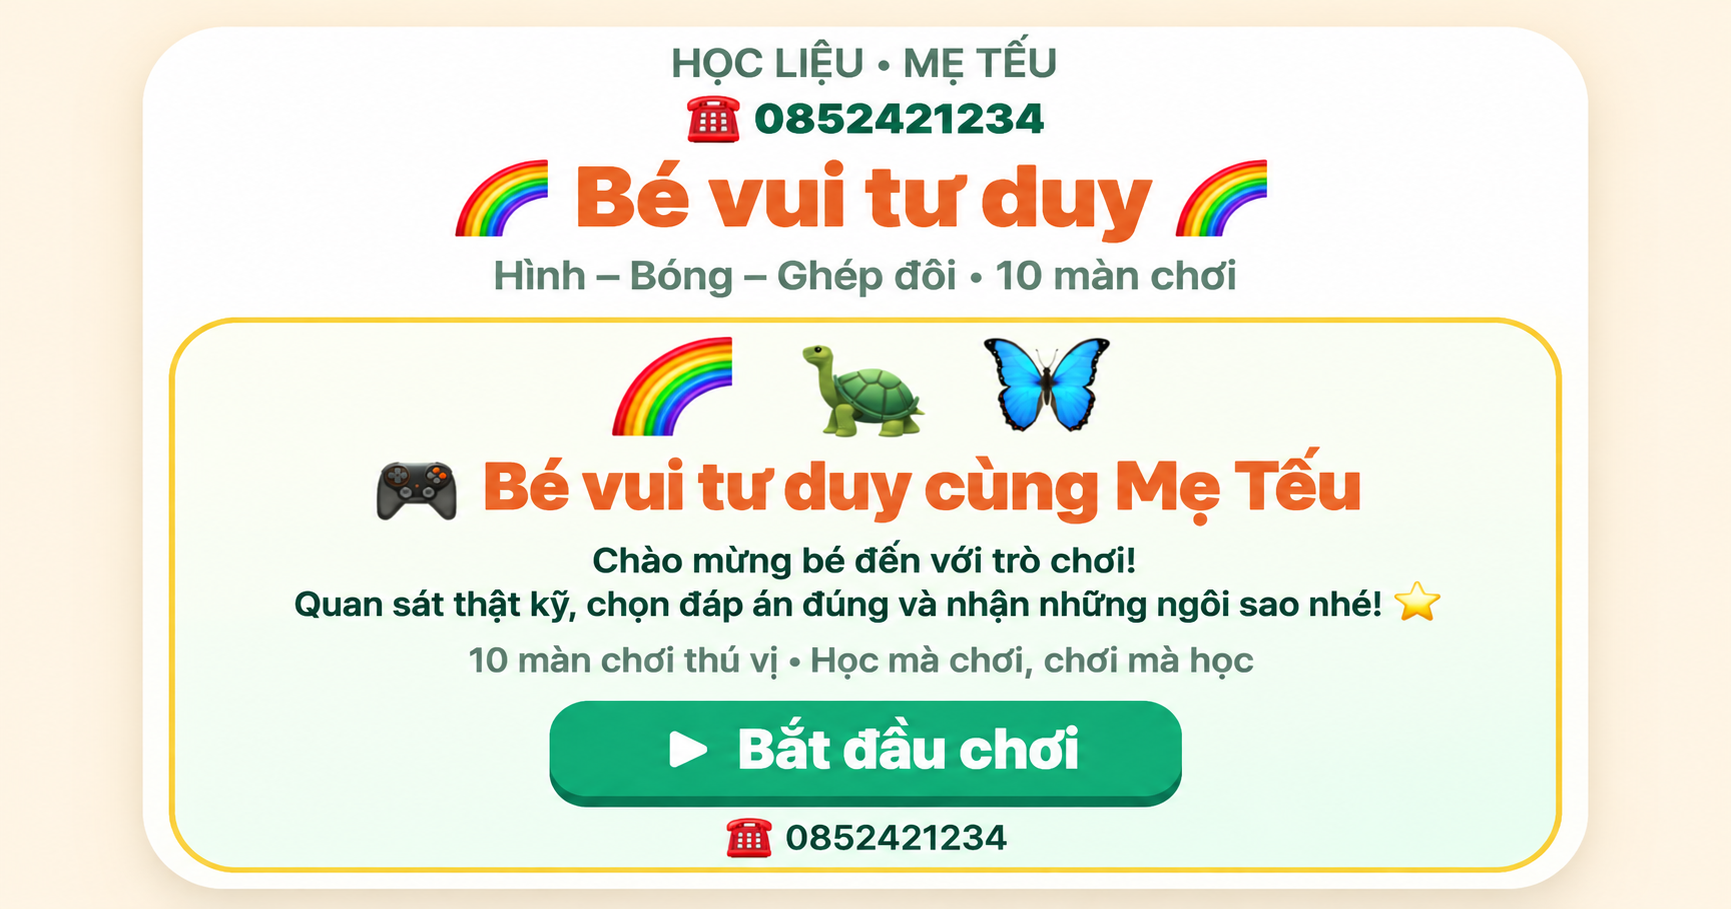 HỌC LIỆU • MẸ TẾU
☎️ 0852421234
🌈 Bé vui tư duy 🌈
Hình – Bóng – Ghép đôi • 10 màn chơi
🎮 Bé vui tư duy cùng Mẹ Tếu
Chào mừng bé đến với trò chơi!
Quan sát thật kỹ, chọn đáp án đúng và nhận những ngôi sao nhé! ⭐
10 màn chơi thú vị • Học mà chơi, chơi mà học
▶ Bắt đầu chơi
☎️ 0852421234